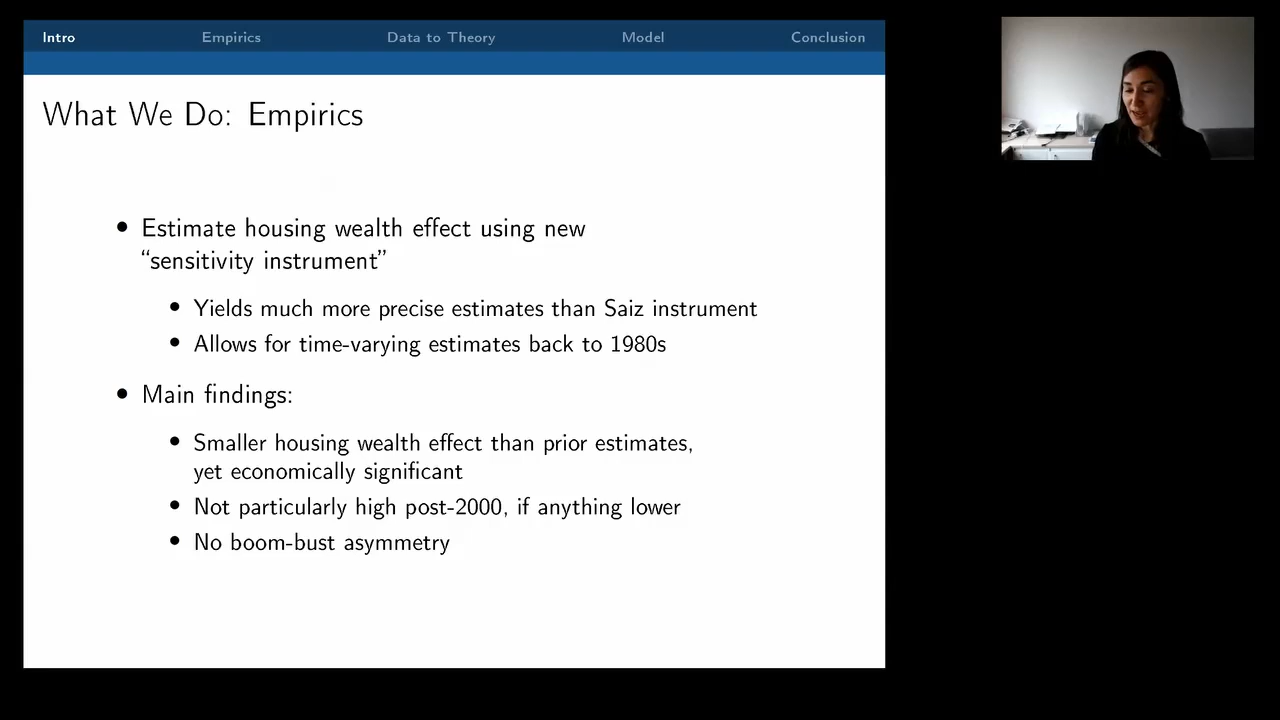 Intro Empirics Data to Theory Model Conclusion
What We Do: Empirics
• Estimate housing wealth effect using new
“sensitivity instrument”
• Yields much more precise estimates than Saiz instrument
• Allows for time-varying estimates back to 1980s
• Main findings:
• Smaller housing wealth effect than prior estimates,
yet economically significant
• Not particularly high post-2000, if anything lower
• No boom-bust asymmetry